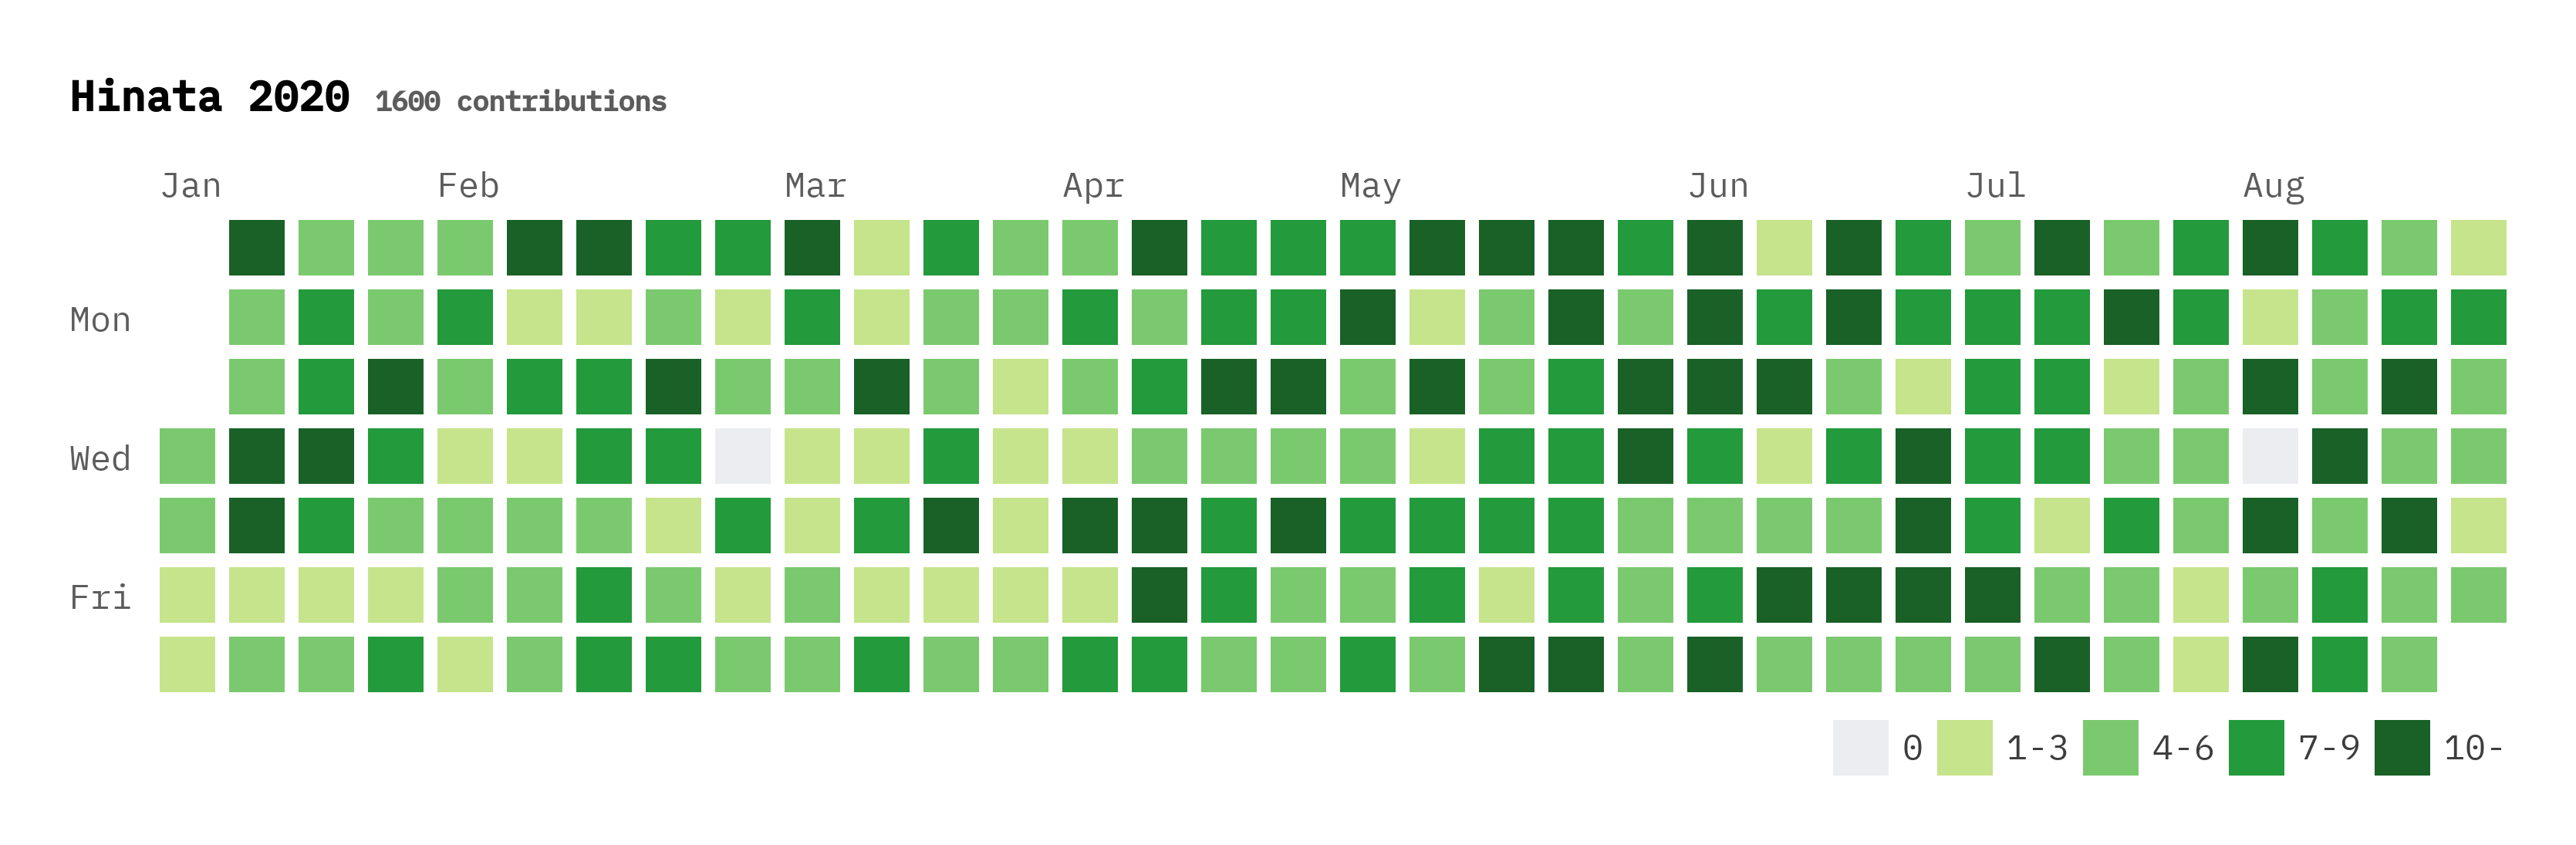 Hinata 2020 1600 contributions
Jan Feb Mar Apr May Jun Jul Aug
Mon
Wed
Fri
0 1-3 4-6 7-9 10-